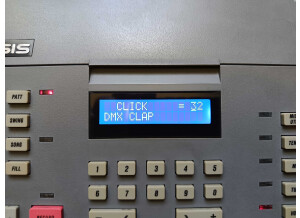 SIS
CLICK = 32
DMX CLAP
PATT
SWING
SONG
FILL
1 2 3 4 5
6 7 8 9 0